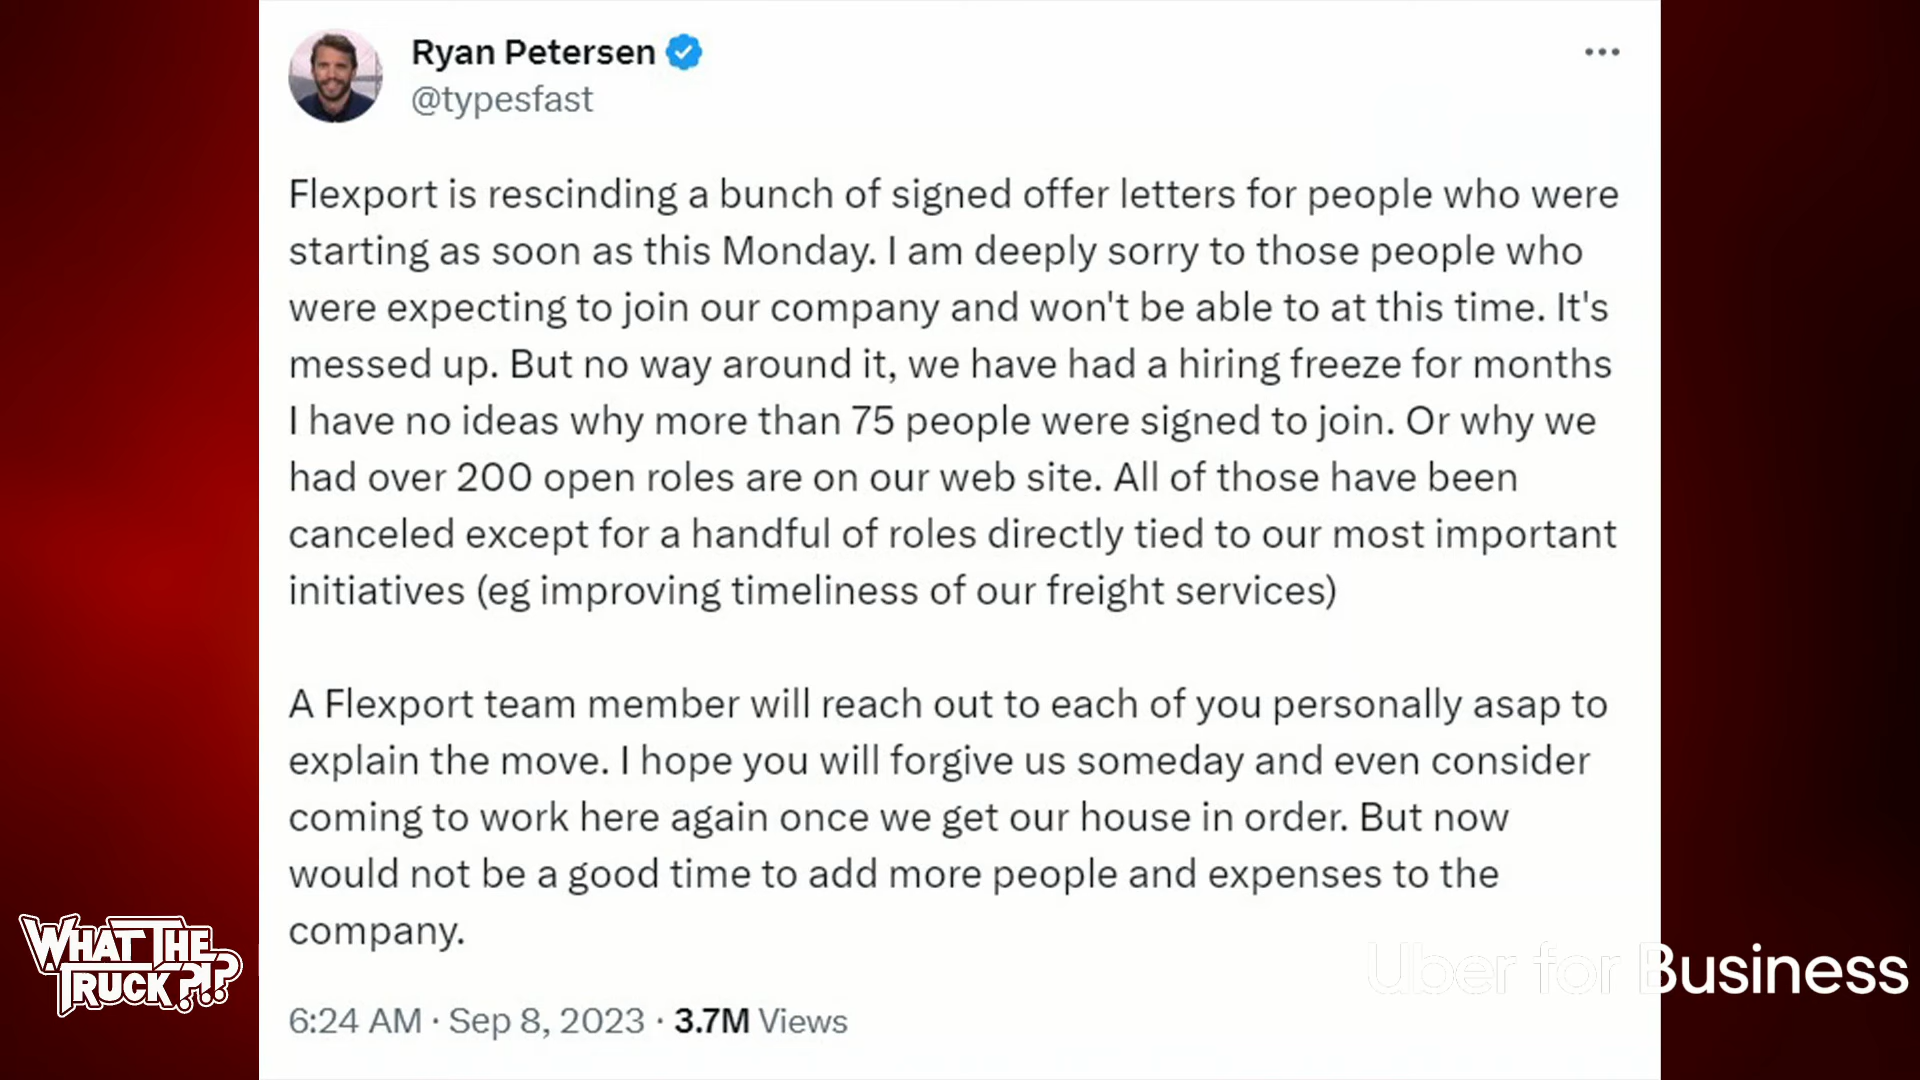 Ryan Petersen
@typesfast
Flexport is rescinding a bunch of signed offer letters for people who were
starting as soon as this Monday. I am deeply sorry to those people who
were expecting to join our company and won't be able to at this time. It's
messed up. But no way around it, we have had a hiring freeze for months
I have no ideas why more than 75 people were signed to join. Or why we
had over 200 open roles are on our web site. All of those have been
canceled except for a handful of roles directly tied to our most important
initiatives (eg improving timeliness of our freight services)
A Flexport team member will reach out to each of you personally asap to
explain the move. I hope you will forgive us someday and even consider
coming to work here again once we get our house in order. But now
would not be a good time to add more people and expenses to the
company.
6:24 AM · Sep 8, 2023 · 3.7M Views
WHAT THE
TRUCK?!?
Uber for Business